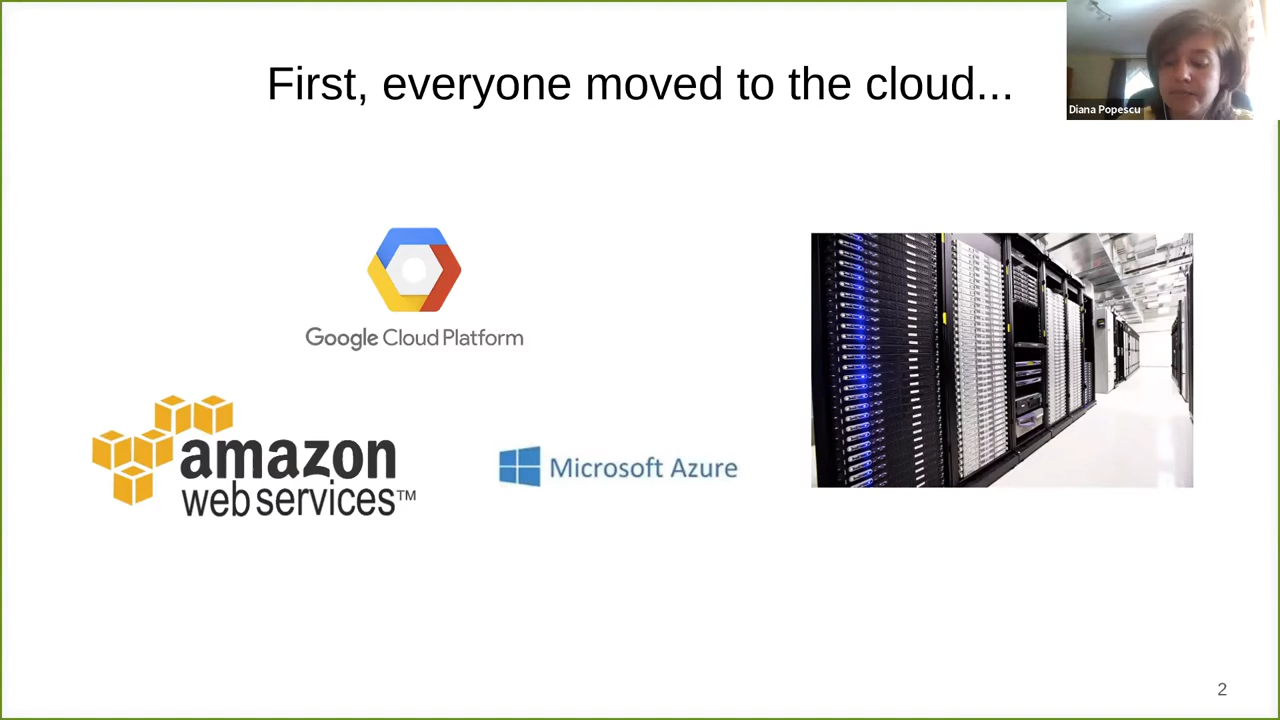 First, everyone moved to the cloud...
Diana Popescu
Google Cloud Platform
amazon
web services™
Microsoft Azure
2